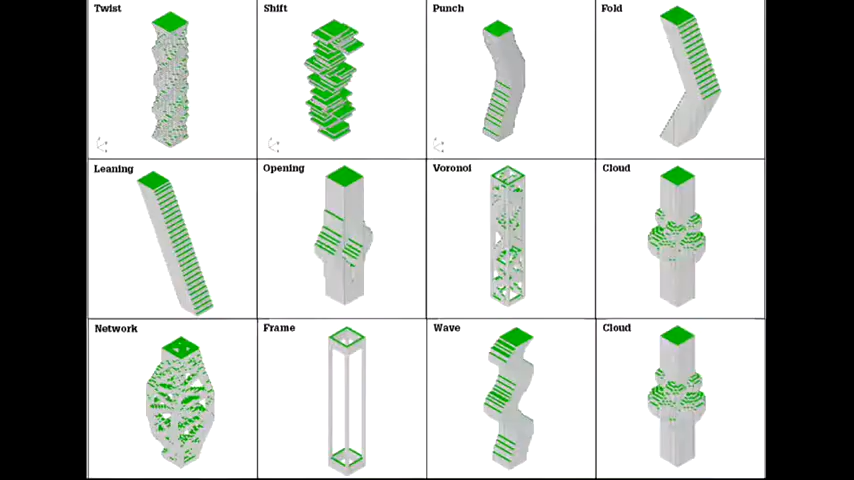 Twist
Shift
Punch
Fold
Leaning
Opening
Voronoi
Cloud
Network
Frame
Wave
Cloud